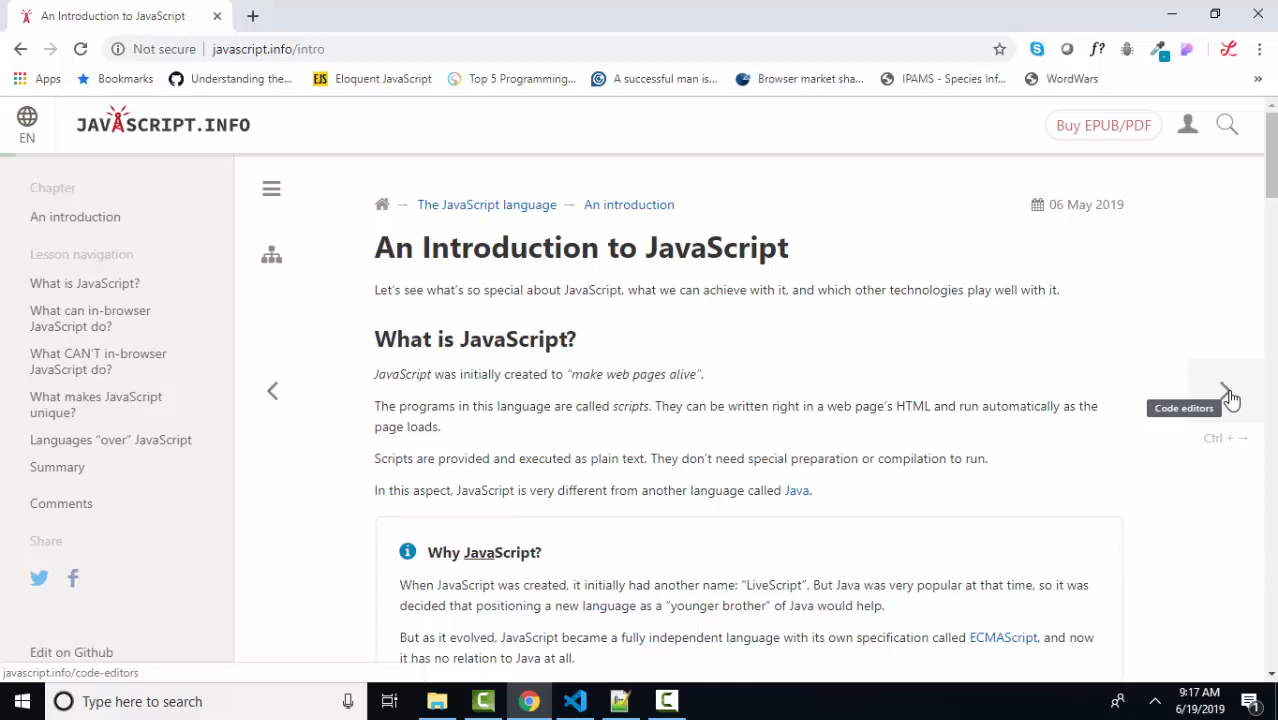 An Introduction to JavaScript
Not secure | javascript.info/intro
f?
Apps Bookmarks Understanding the... EJS Eloquent JavaScript Top 5 Programming... A successful man is... Browser market sha... IPAMS - Species Inf... WordWars »
EN
JAVASCRIPT.INFO
Buy EPUB/PDF
Chapter
An introduction
Lesson navigation
What is JavaScript?
What can in-browser
JavaScript do?
What CAN'T in-browser
JavaScript do?
What makes JavaScript
unique?
Languages “over” JavaScript
Summary
Comments
Share
Edit on Github
→ The JavaScript language → An introduction
06 May 2019
An Introduction to JavaScript
Let’s see what’s so special about JavaScript, what we can achieve with it, and which other technologies play well with it.
What is JavaScript?
JavaScript was initially created to “make web pages alive”.
The programs in this language are called scripts. They can be written right in a web page’s HTML and run automatically as the
page loads.
Scripts are provided and executed as plain text. They don’t need special preparation or compilation to run.
In this aspect, JavaScript is very different from another language called Java.
Why JavaScript?
When JavaScript was created, it initially had another name: “LiveScript”. But Java was very popular at that time, so it was
decided that positioning a new language as a “younger brother” of Java would help.
But as it evolved, JavaScript became a fully independent language with its own specification called ECMAScript, and now
it has no relation to Java at all.
Code editors
Ctrl + →
javascript.info/code-editors
Type here to search
9:17 AM
6/19/2019
1